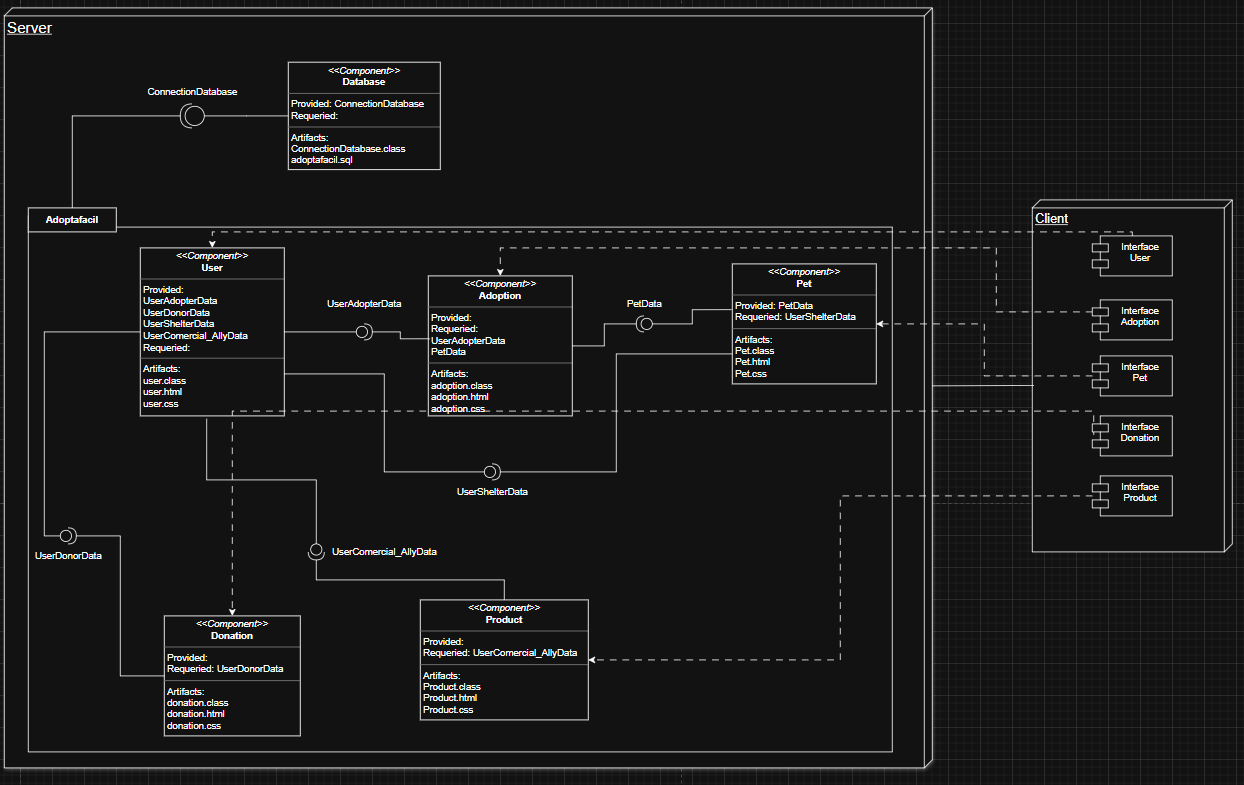 Server
ConnectionDatabase
<<Component>>
Database
Provided: ConnectionDatabase
Requeried:
Artifacts:
ConnectionDatabase.class
adoptafacil.sql
Adoptafacil
<<Component>>
User
Provided:
UserAdopterData
UserDonorData
UserShelterData
UserComercial_AllyData
Requeried:
Artifacts:
user.class
user.html
user.css
UserAdopterData
<<Component>>
Adoption
Provided:
Requeried:
UserAdopterData
PetData
Artifacts:
adoption.class
adoption.html
adoption.css
PetData
<<Component>>
Pet
Provided: PetData
Requeried: UserShelterData
Artifacts:
Pet.class
Pet.html
Pet.css
UserShelterData
UserDonorData
UserComercial_AllyData
<<Component>>
Donation
Provided:
Requeried: UserDonorData
Artifacts:
donation.class
donation.html
donation.css
<<Component>>
Product
Provided:
Requeried: UserComercial_AllyData
Artifacts:
Product.class
Product.html
Product.css
Client
Interface
User
Interface
Adoption
Interface
Pet
Interface
Donation
Interface
Product